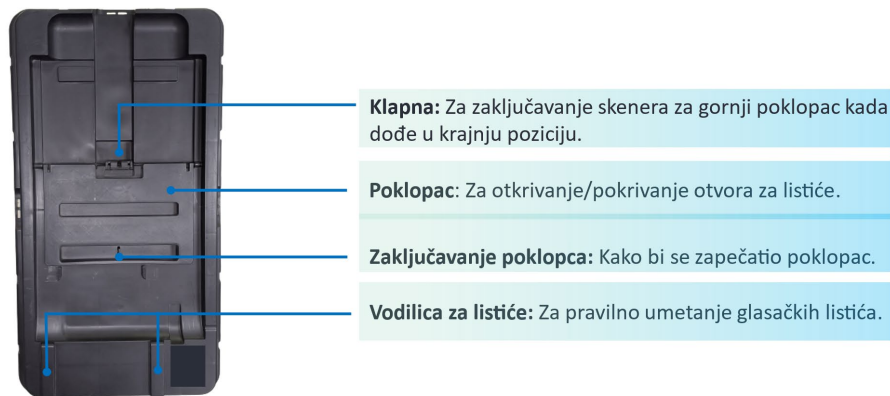 Klapna: Za zaključavanje skenera za gornji poklopac kada
dođe u krajnju poziciju.
Poklopac: Za otkrivanje/pokrivanje otvora za listiće.
Zaključavanje poklopca: Kako bi se zapečatio poklopac.
Vodilica za listiće: Za pravilno umetanje glasačkih listića.